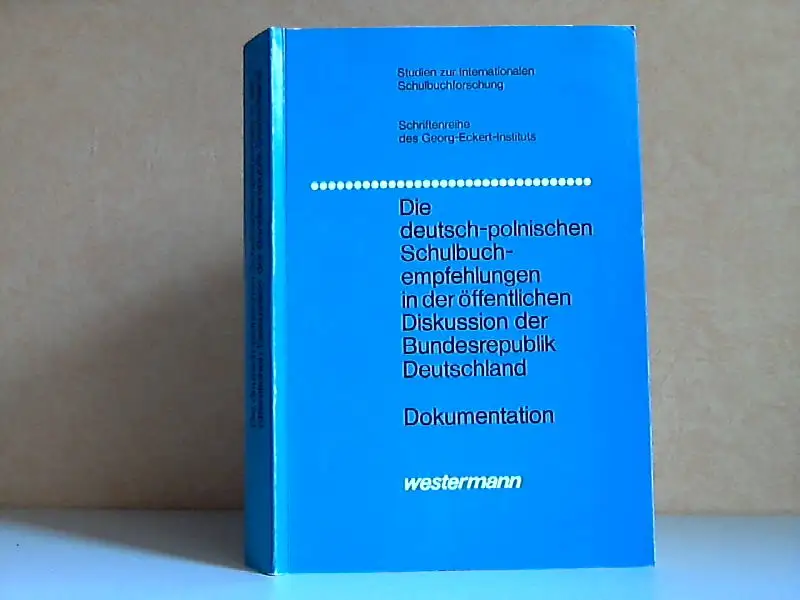 Studien zur internationalen
Schulbuchforschung
Schriftenreihe
des Georg-Eckert-Instituts
Die
deutsch-polnischen
Schulbuch-
empfehlungen
in der öffentlichen
Diskussion der
Bundesrepublik
Deutschland
Dokumentation
westermann